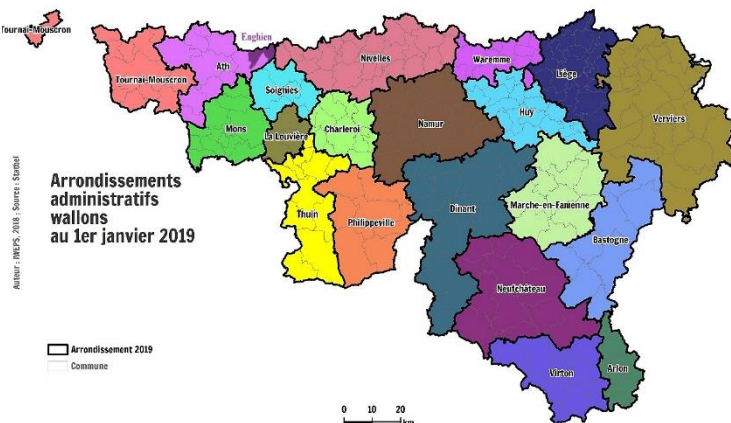 Tournai-Mouscron
Enghien
Nivelles
Ath
Waremme
Liège
Tournai-Mouscron
Soignies
Huy
Verviers
Namur
Mons
La Louvière
Charleroi
Arrondissements
administratifs
wallons
au 1er janvier 2019
Marche-en-Famenne
Dinant
Thuin
Philippeville
Bastogne
Auteur : IWEPS, 2018 ; Source : Statbel
Neufchâteau
Arrondissement 2019
Commune
Virton
Arlon
0 10 20
km